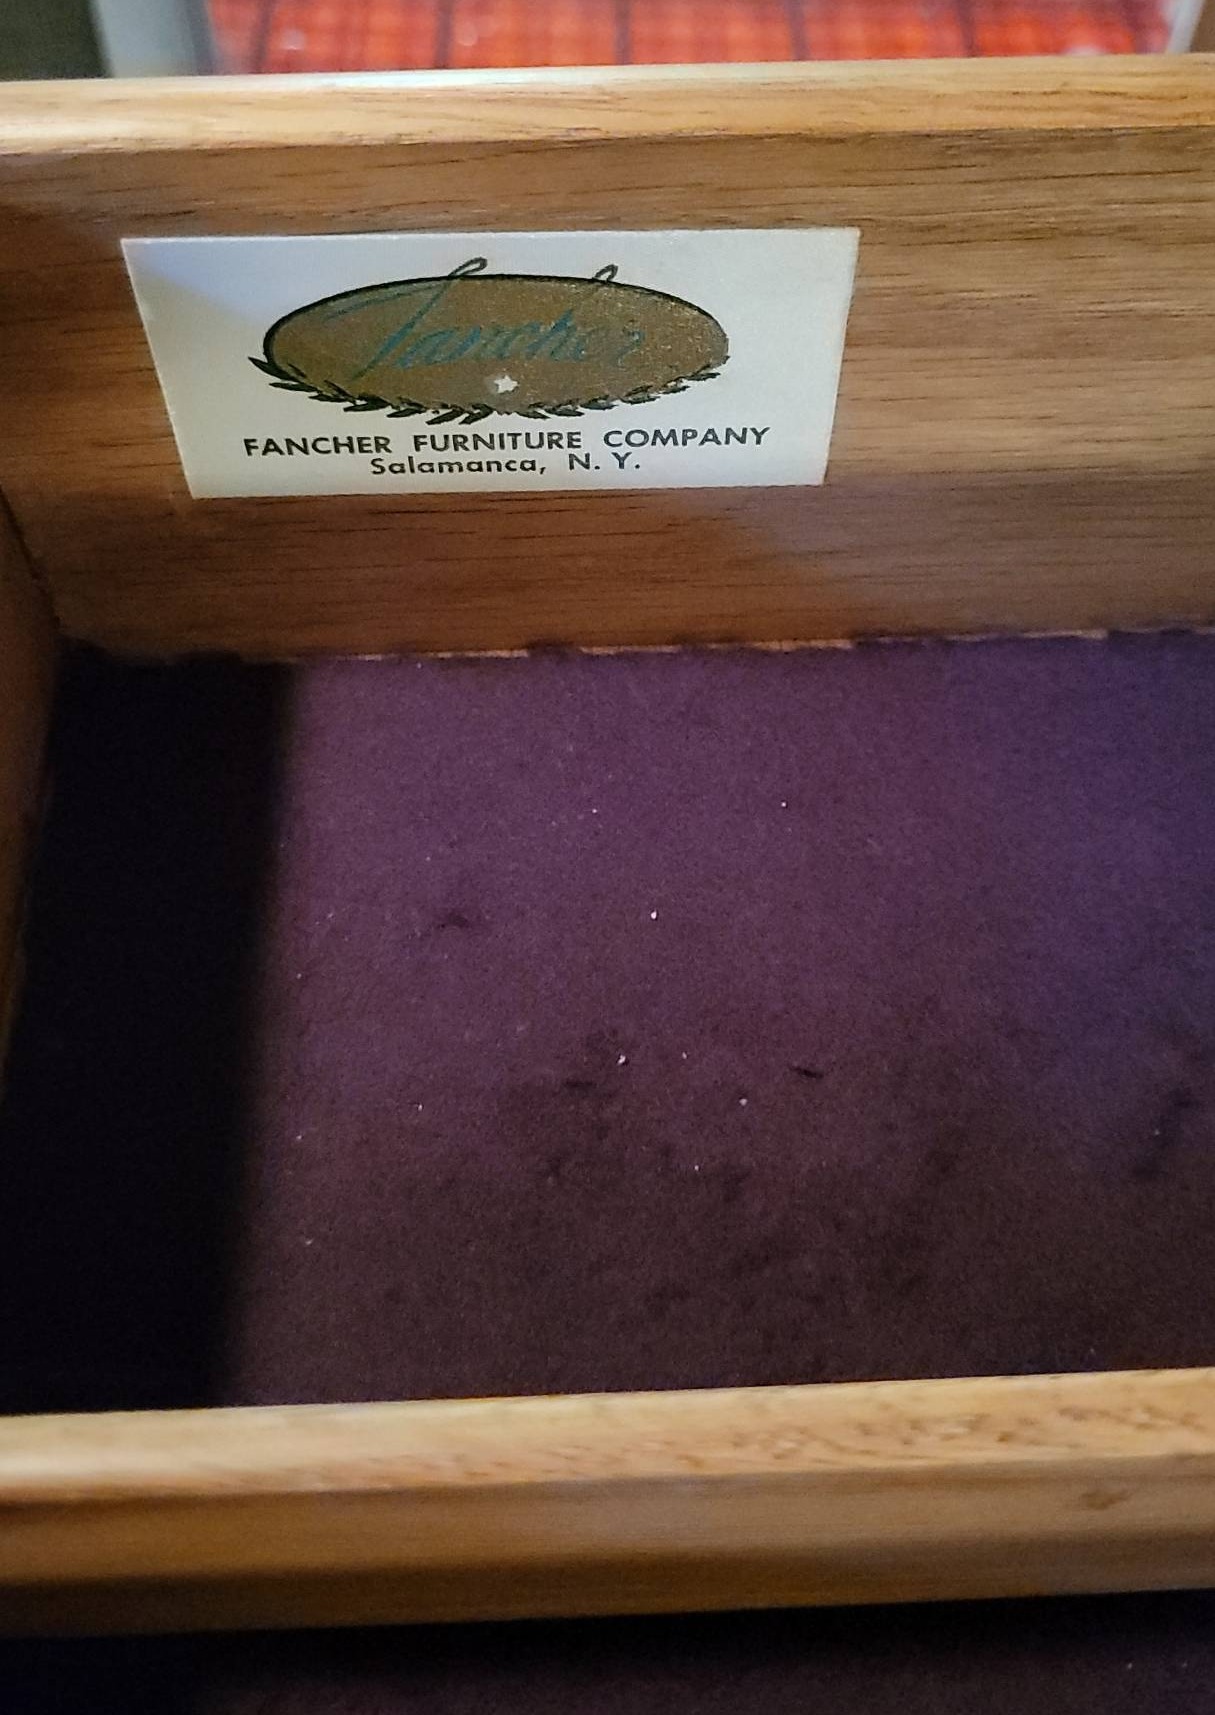 Fancher
FANCHER FURNITURE COMPANY
Salamanca, N. Y.